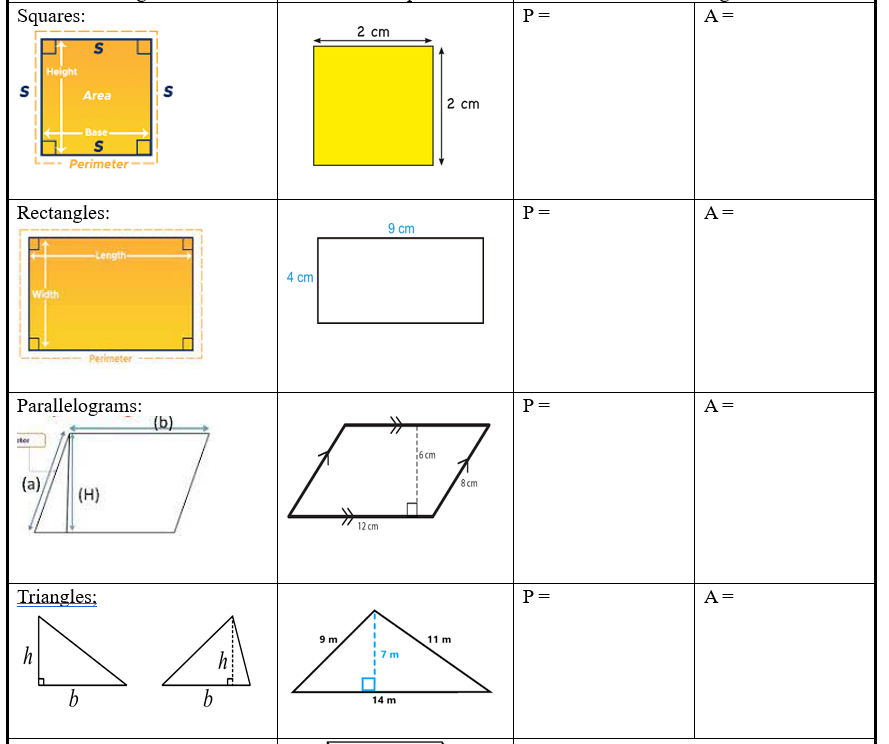 Squares:
P =
A =
S
Height
S
Area
S
Base
S
Perimeter
2 cm
2 cm
Rectangles:
P =
A =
Length
Width
Perimeter
9 cm
4 cm
Parallelograms:
P =
A =
(b)
(a)
(H)
6 cm
8 cm
12 cm
Triangles;
P =
A =
h
b
h
b
9 m
11 m
7 m
14 m